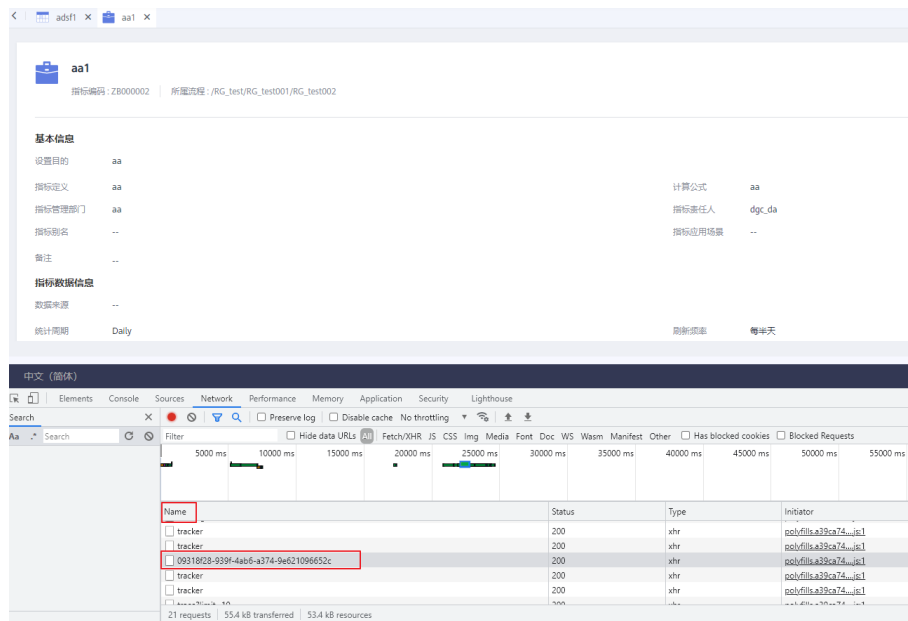 adsf1 × aa1 ×
aa1
指标编码 : ZB000002 所属流程 : /RG_test/RG_test001/RG_test002
基本信息
设置目的 aa
指标定义 aa 计算公式 aa
指标管理部门 aa 指标责任人 dgc_da
指标别名 -- 指标应用场景 --
备注 --
指标数据信息
数据来源 --
统计周期 Daily 刷新频率 每半天
中文（简体）
Elements Console Sources Network Performance Memory Application Security Lighthouse
Search × Preserve log Disable cache No throttling
Aa .* Search Filter Hide data URLs All Fetch/XHR JS CSS Img Media Font Doc WS Wasm Manifest Other Has blocked cookies Blocked Requests
5000 ms 10000 ms 15000 ms 20000 ms 25000 ms 30000 ms 35000 ms 40000 ms 45000 ms 50000 ms 55000 ms
Name Status Type Initiator
tracker 200 xhr polyfills.a39ca74....js:1
tracker 200 xhr polyfills.a39ca74....js:1
09318f28-939f-4ab6-a374-9e621096652c 200 xhr polyfills.a39ca74....js:1
tracker 200 xhr polyfills.a39ca74....js:1
tracker 200 xhr polyfills.a39ca74....js:1
21 requests 55.4 kB transferred 53.4 kB resources